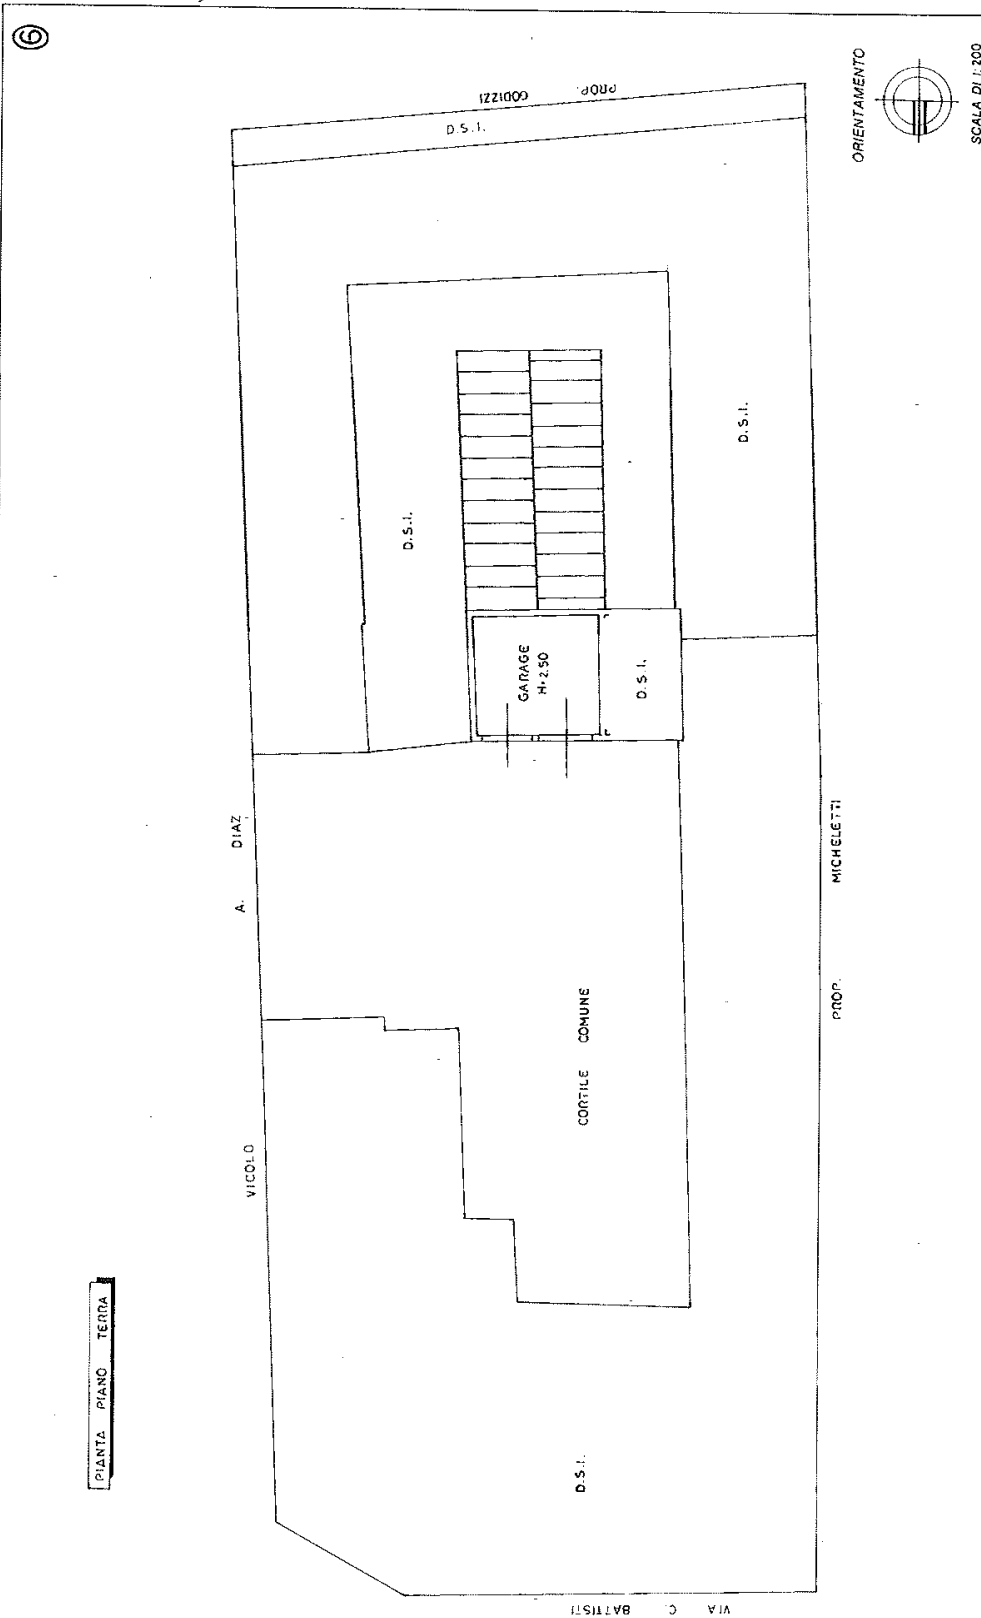 6
PROP. GODIZZI
D.S.I.
ORIENTAMENTO
SCALA DI 1:200
D.S.I.
D.S.I.
GARAGE
H=2.50
D.S.I.
VICOLO A. DIAZ
PROP. MICHELETTI
CORTILE COMUNE
PIANTA PIANO TERRA
D.S.I.
VIA C. BATTISTI